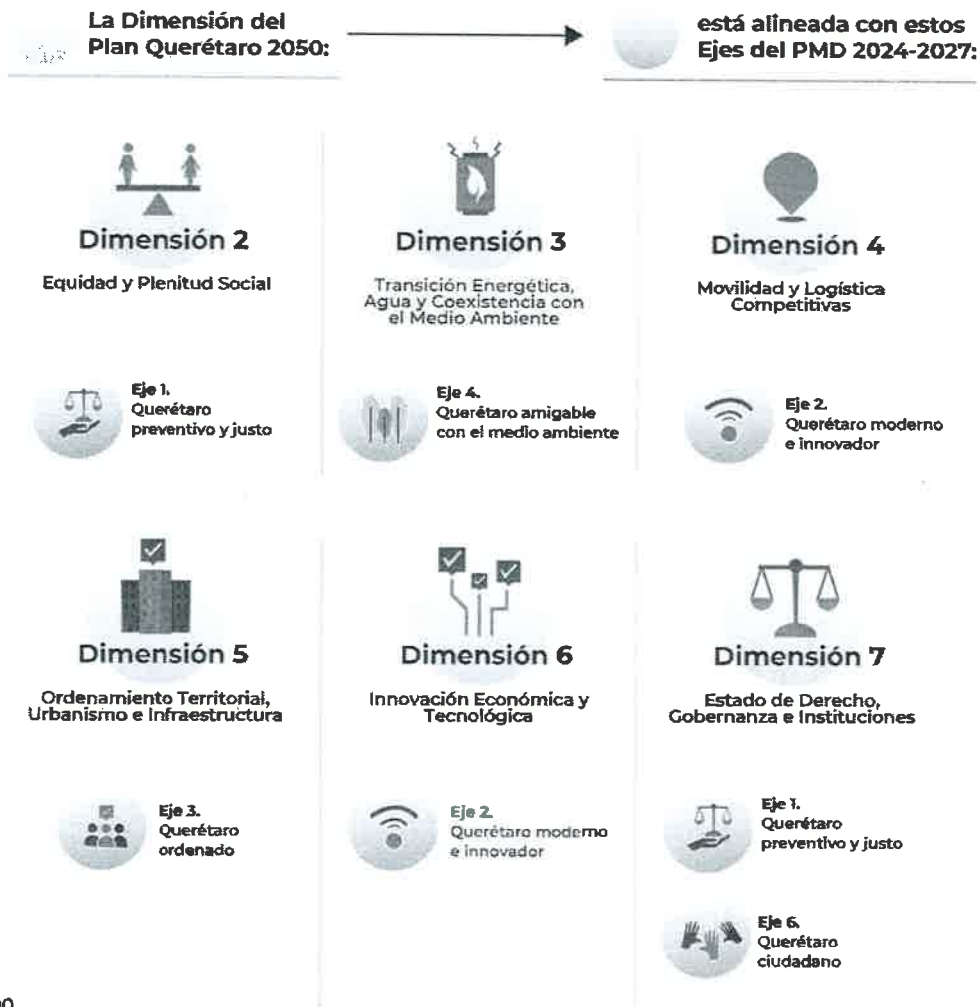 La Dimensión del
Plan Querétaro 2050:
está alineada con estos
Ejes del PMD 2024-2027:
Dimensión 2
Equidad y Plenitud Social
Eje 1.
Querétaro
preventivo y justo
Dimensión 3
Transición Energética,
Agua y Coexistencia con
el Medio Ambiente
Eje 4.
Querétaro amigable
con el medio ambiente
Dimensión 4
Movilidad y Logística
Competitivas
Eje 2.
Querétaro moderno
e innovador
Dimensión 5
Ordenamiento Territorial,
Urbanismo e Infraestructura
Eje 3.
Querétaro
ordenado
Dimensión 6
Innovación Económica y
Tecnológica
Eje 2.
Querétaro moderno
e innovador
Dimensión 7
Estado de Derecho,
Gobernanza e Instituciones
Eje 1.
Querétaro
preventivo y justo
Eje 6.
Querétaro
ciudadano